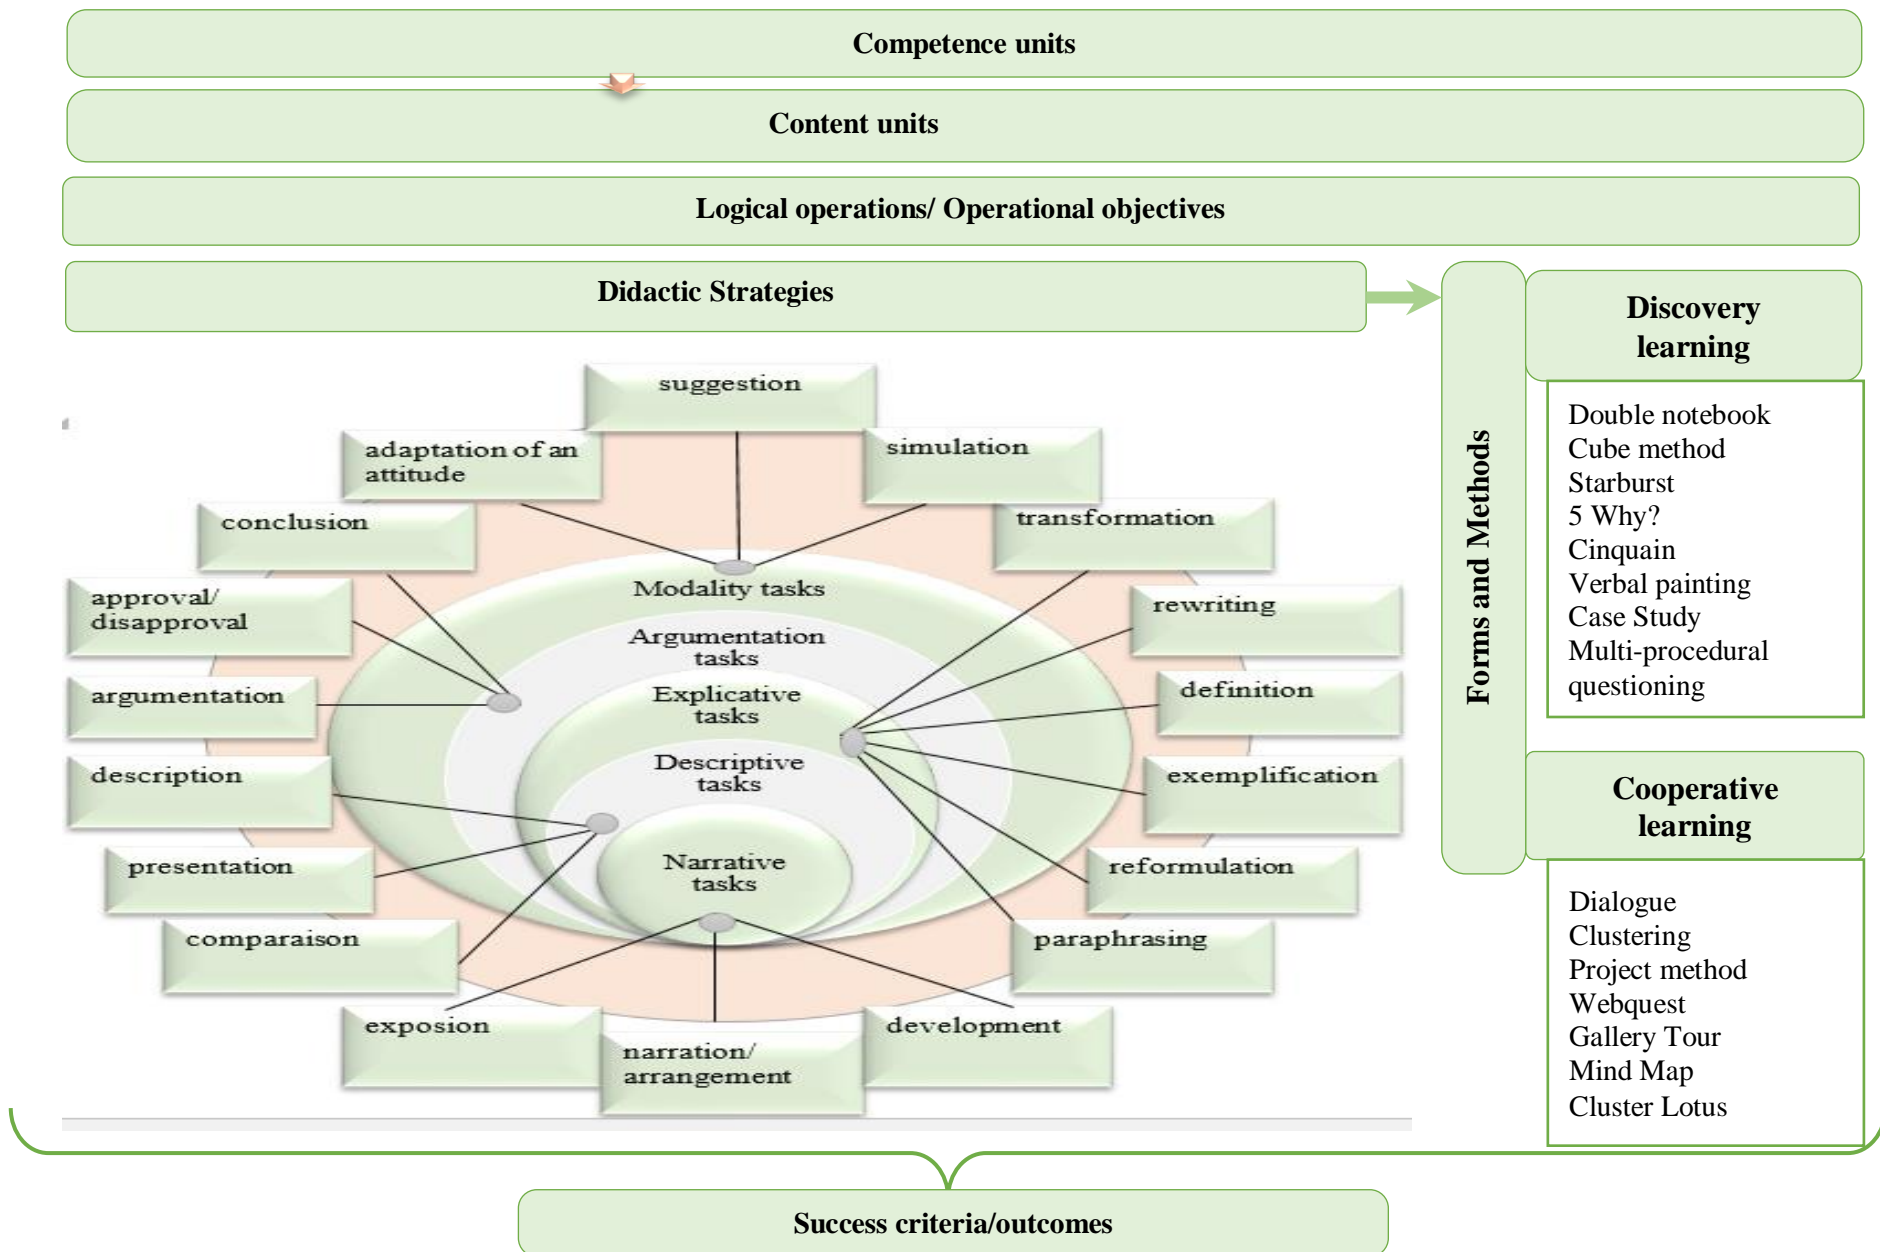 Competence units
Content units
Logical operations/ Operational objectives
Didactic Strategies
suggestion
adaptation of an
attitude
simulation
conclusion
transformation
approval/
disapproval
rewriting
argumentation
definition
description
exemplification
presentation
reformulation
comparaison
paraphrasing
exposion
narration/
arrangement
development
Modality tasks
Argumentation
tasks
Explicative
tasks
Descriptive
tasks
Narrative
tasks
Forms and Methods
Discovery
learning
Double notebook
Cube method
Starburst
5 Why?
Cinquain
Verbal painting
Case Study
Multi-procedural
questioning
Cooperative
learning
Dialogue
Clustering
Project method
Webquest
Gallery Tour
Mind Map
Cluster Lotus
Success criteria/outcomes